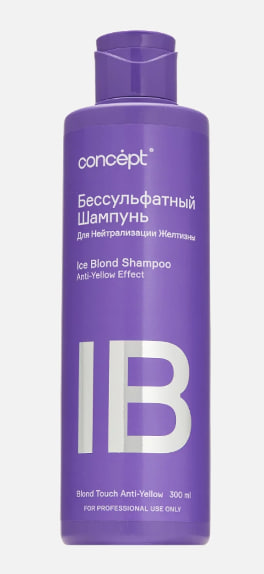 concépt°
Бессульфатный
Шампунь
Для Нейтрализации Желтизны
Ice Blond Shampoo
Anti-Yellow Effect
IB
Blond Touch Anti-Yellow 300 ml
FOR PROFESSIONAL USE ONLY